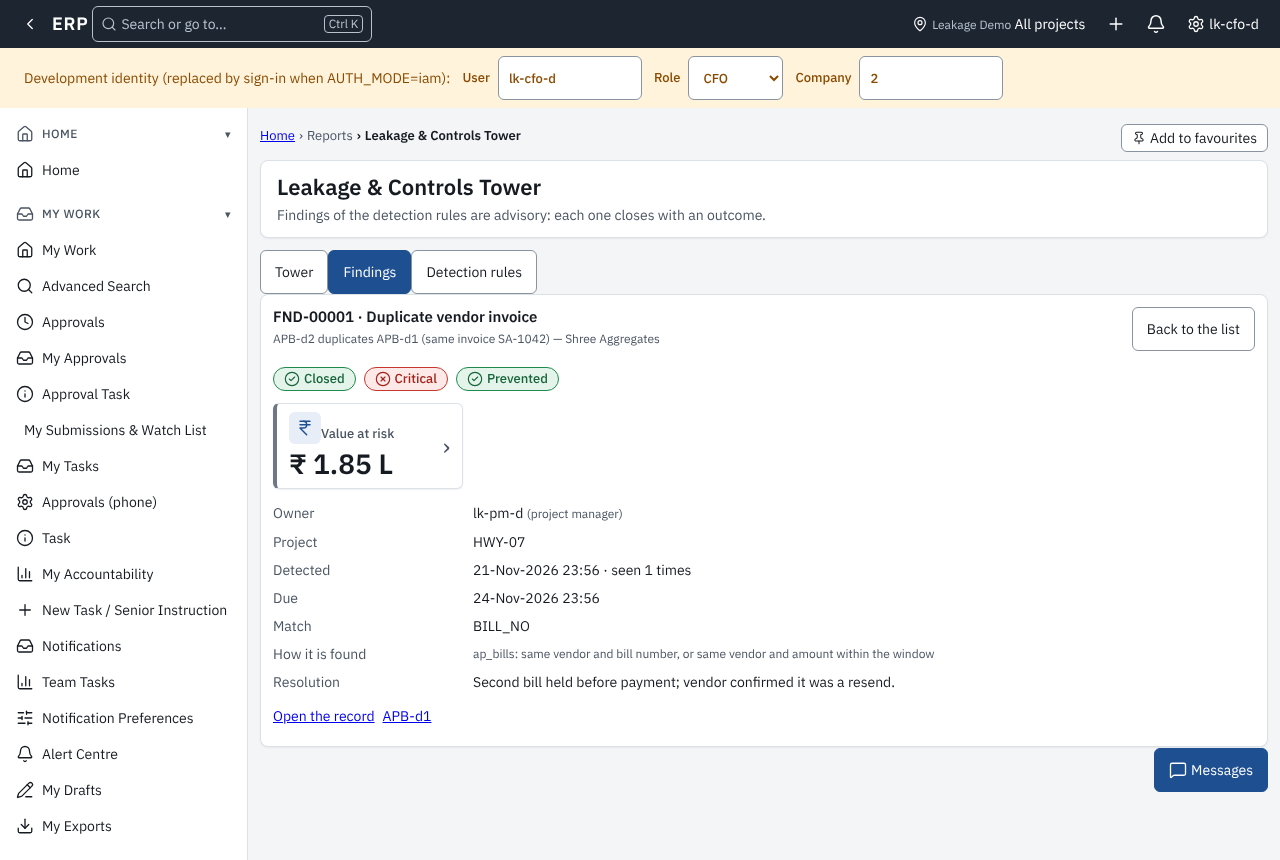 ERP
Search or go to...
Ctrl K
Leakage Demo All projects
lk-cfo-d
Development identity (replaced by sign-in when AUTH_MODE=iam):
User
lk-cfo-d
Role
CFO
Company
2
HOME
Home
MY WORK
My Work
Advanced Search
Approvals
My Approvals
Approval Task
My Submissions & Watch List
My Tasks
Approvals (phone)
Task
My Accountability
New Task / Senior Instruction
Notifications
Team Tasks
Notification Preferences
Alert Centre
My Drafts
My Exports
Home › Reports › Leakage & Controls Tower
Add to favourites
Leakage & Controls Tower
Findings of the detection rules are advisory: each one closes with an outcome.
Tower
Findings
Detection rules
FND-00001 · Duplicate vendor invoice
APB-d2 duplicates APB-d1 (same invoice SA-1042) — Shree Aggregates
Back to the list
Closed
Critical
Prevented
₹ Value at risk
₹ 1.85 L
Owner lk-pm-d (project manager)
Project HWY-07
Detected 21-Nov-2026 23:56 · seen 1 times
Due 24-Nov-2026 23:56
Match BILL_NO
How it is found ap_bills: same vendor and bill number, or same vendor and amount within the window
Resolution Second bill held before payment; vendor confirmed it was a resend.
Open the record APB-d1
Messages